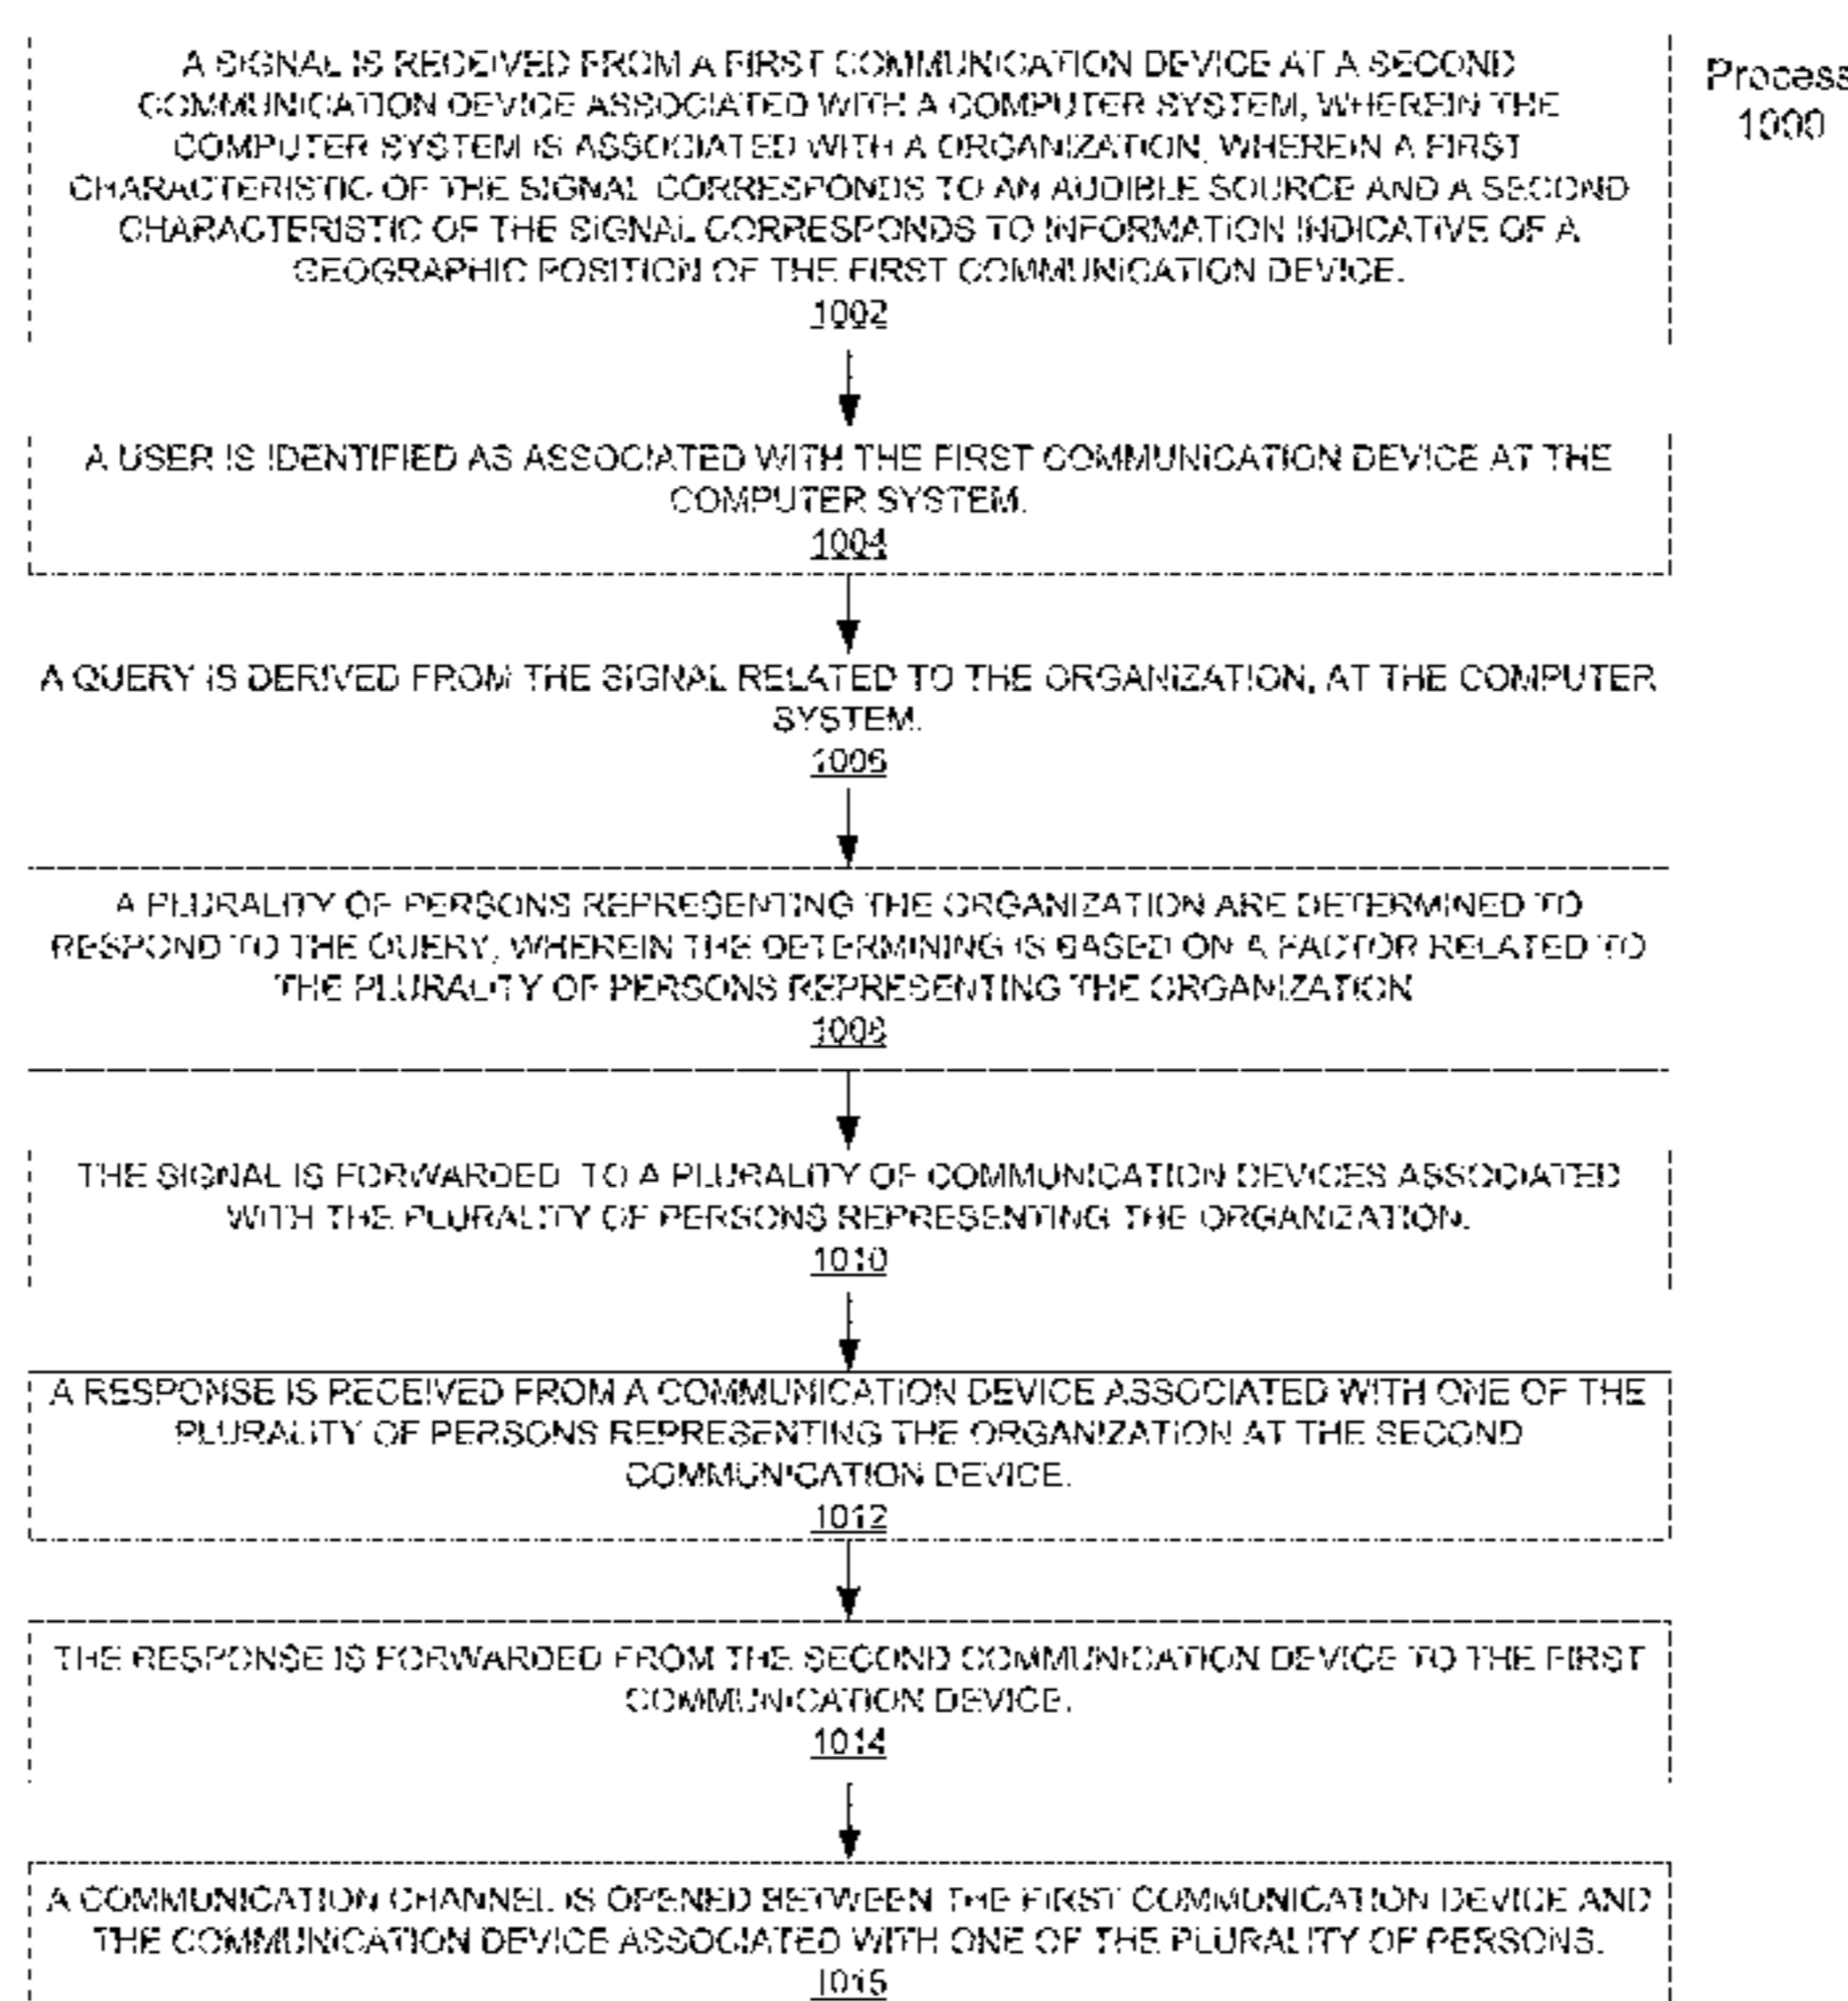 A SIGNAL IS RECEIVED FROM A FIRST COMMUNICATION DEVICE AT A SECOND
COMMUNICATION DEVICE ASSOCIATED WITH A COMPUTER SYSTEM, WHEREIN THE
COMPUTER SYSTEM IS ASSOCIATED WITH A ORGANIZATION, WHEREIN A FIRST
CHARACTERISTIC OF THE SIGNAL CORRESPONDS TO AN AUDIBLE SOURCE AND A SECOND
CHARACTERISTIC OF THE SIGNAL CORRESPONDS TO INFORMATION INDICATIVE OF A
GEOGRAPHIC POSITION OF THE FIRST COMMUNICATION DEVICE.
1002
Process
1000
A USER IS IDENTIFIED AS ASSOCIATED WITH THE FIRST COMMUNICATION DEVICE AT THE
COMPUTER SYSTEM.
1004
A QUERY IS DERIVED FROM THE SIGNAL RELATED TO THE ORGANIZATION, AT THE COMPUTER
SYSTEM.
1006
A PLURALITY OF PERSONS REPRESENTING THE ORGANIZATION ARE DETERMINED TO
RESPOND TO THE QUERY, WHEREIN THE DETERMINING IS BASED ON A FACTOR RELATED TO
THE PLURALITY OF PERSONS REPRESENTING THE ORGANIZATION
1008
THE SIGNAL IS FORWARDED TO A PLURALITY OF COMMUNICATION DEVICES ASSOCIATED
WITH THE PLURALITY OF PERSONS REPRESENTING THE ORGANIZATION.
1010
A RESPONSE IS RECEIVED FROM A COMMUNICATION DEVICE ASSOCIATED WITH ONE OF THE
PLURALITY OF PERSONS REPRESENTING THE ORGANIZATION AT THE SECOND
COMMUNICATION DEVICE.
1012
THE RESPONSE IS FORWARDED FROM THE SECOND COMMUNICATION DEVICE TO THE FIRST
COMMUNICATION DEVICE.
1014
A COMMUNICATION CHANNEL IS OPENED BETWEEN THE FIRST COMMUNICATION DEVICE AND
THE COMMUNICATION DEVICE ASSOCIATED WITH ONE OF THE PLURALITY OF PERSONS.
1015